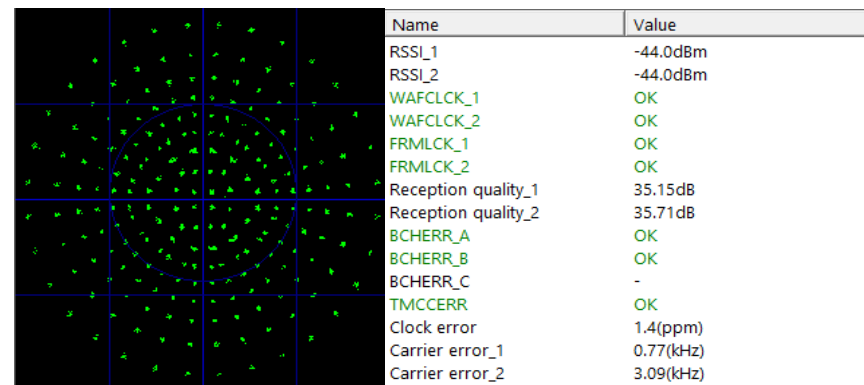 Name Value
RSSI_1 -44.0dBm
RSSI_2 -44.0dBm
WAFCLCK_1 OK
WAFCLCK_2 OK
FRMLCK_1 OK
FRMLCK_2 OK
Reception quality_1 35.15dB
Reception quality_2 35.71dB
BCHERR_A OK
BCHERR_B OK
BCHERR_C -
TMCCERR OK
Clock error 1.4(ppm)
Carrier error_1 0.77(kHz)
Carrier error_2 3.09(kHz)